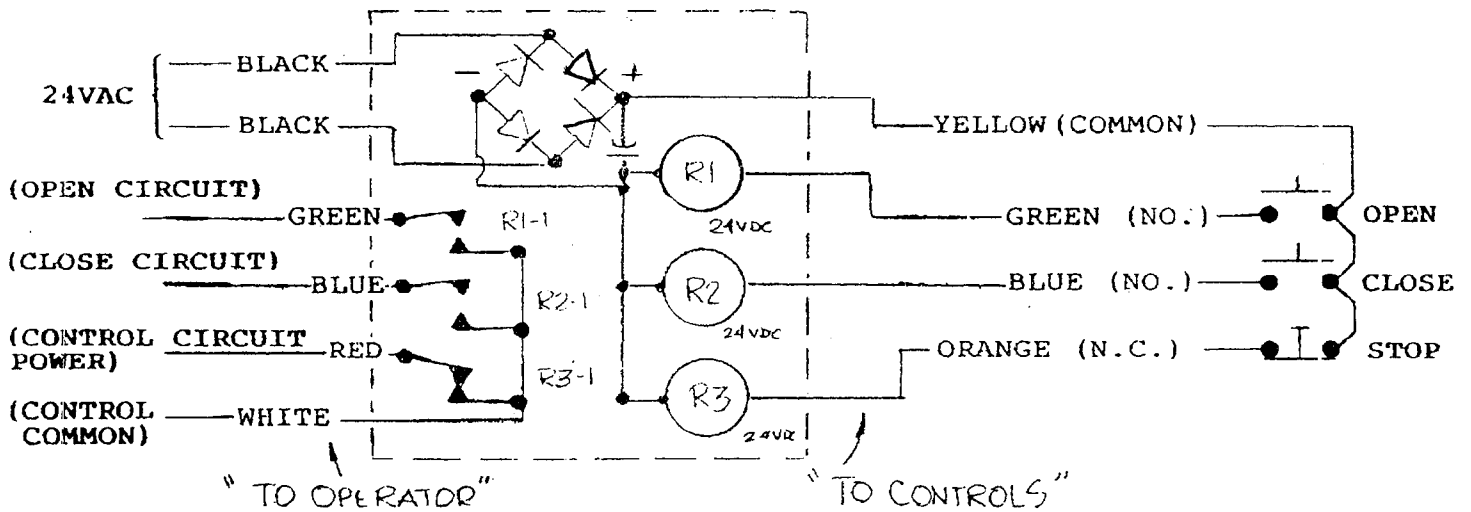 24VAC
BLACK
BLACK
−
+
YELLOW (COMMON)
R1
24VDC
(OPEN CIRCUIT)
GREEN
R1-1
GREEN (NO.)
OPEN
(CLOSE CIRCUIT)
BLUE
R2-1
R2
24VDC
BLUE (NO.)
CLOSE
(CONTROL CIRCUIT
POWER)
RED
R3-1
R3
24VDC
ORANGE (N.C.)
STOP
(CONTROL
COMMON)
WHITE
" TO OPERATOR"
" TO CONTROLS"